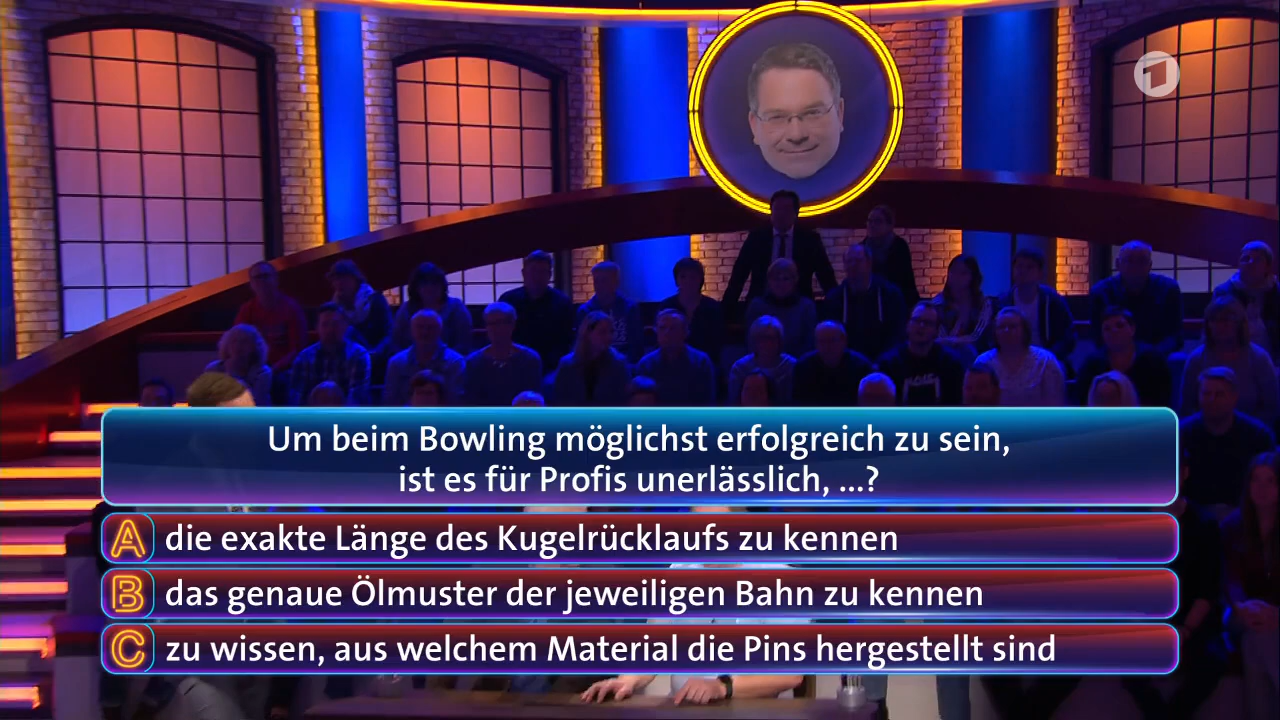 1
Um beim Bowling möglichst erfolgreich zu sein,
ist es für Profis unerlässlich, ...?
A die exakte Länge des Kugelrücklaufs zu kennen
B das genaue Ölmuster der jeweiligen Bahn zu kennen
C zu wissen, aus welchem Material die Pins hergestellt sind